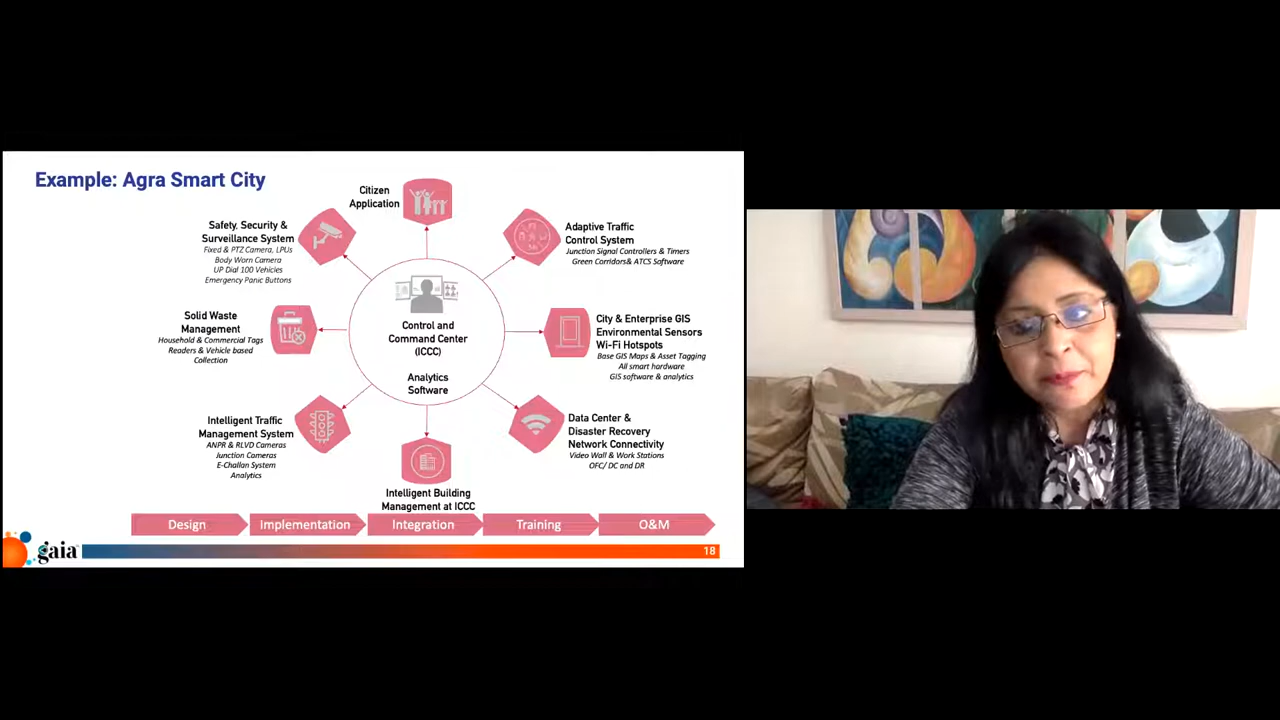 Example: Agra Smart City
Citizen
Application
Safety, Security &
Surveillance System
Fixed & PTZ Camera, LPUs
Body Worn Camera
UP Dial 100 Vehicles
Emergency Panic Buttons
Adaptive Traffic
Control System
Junction Signal Controllers & Timers
Green Corridors& ATCS Software
Solid Waste
Management
Household & Commercial Tags
Readers & Vehicle based
Collection
Control and
Command Center
(ICCC)
Analytics
Software
City & Enterprise GIS
Environmental Sensors
Wi-Fi Hotspots
Base GIS Maps & Asset Tagging
All smart hardware
GIS software & analytics
Intelligent Traffic
Management System
ANPR & RLVD Cameras
Junction Cameras
E-Challan System
Analytics
Data Center &
Disaster Recovery
Network Connectivity
Video Wall & Work Stations
OFC/ DC and DR
Intelligent Building
Management at ICCC
Design
Implementation
Integration
Training
O&M
gaia
18